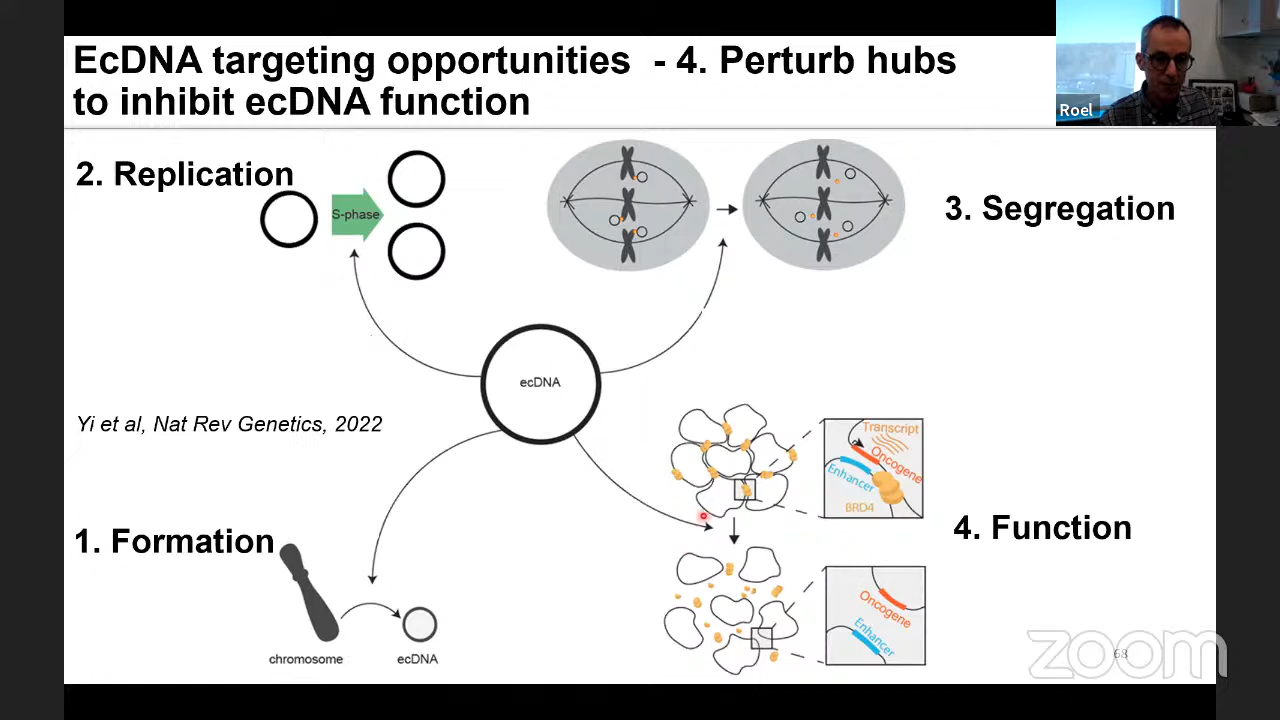 EcDNA targeting opportunities - 4. Perturb hubs
to inhibit ecDNA function
Roel
2. Replication
S-phase
3. Segregation
ecDNA
Yi et al, Nat Rev Genetics, 2022
Transcript
Oncogene
Enhancer
BRD4
1. Formation
4. Function
Oncogene
Enhancer
chromosome
ecDNA
zoom
68